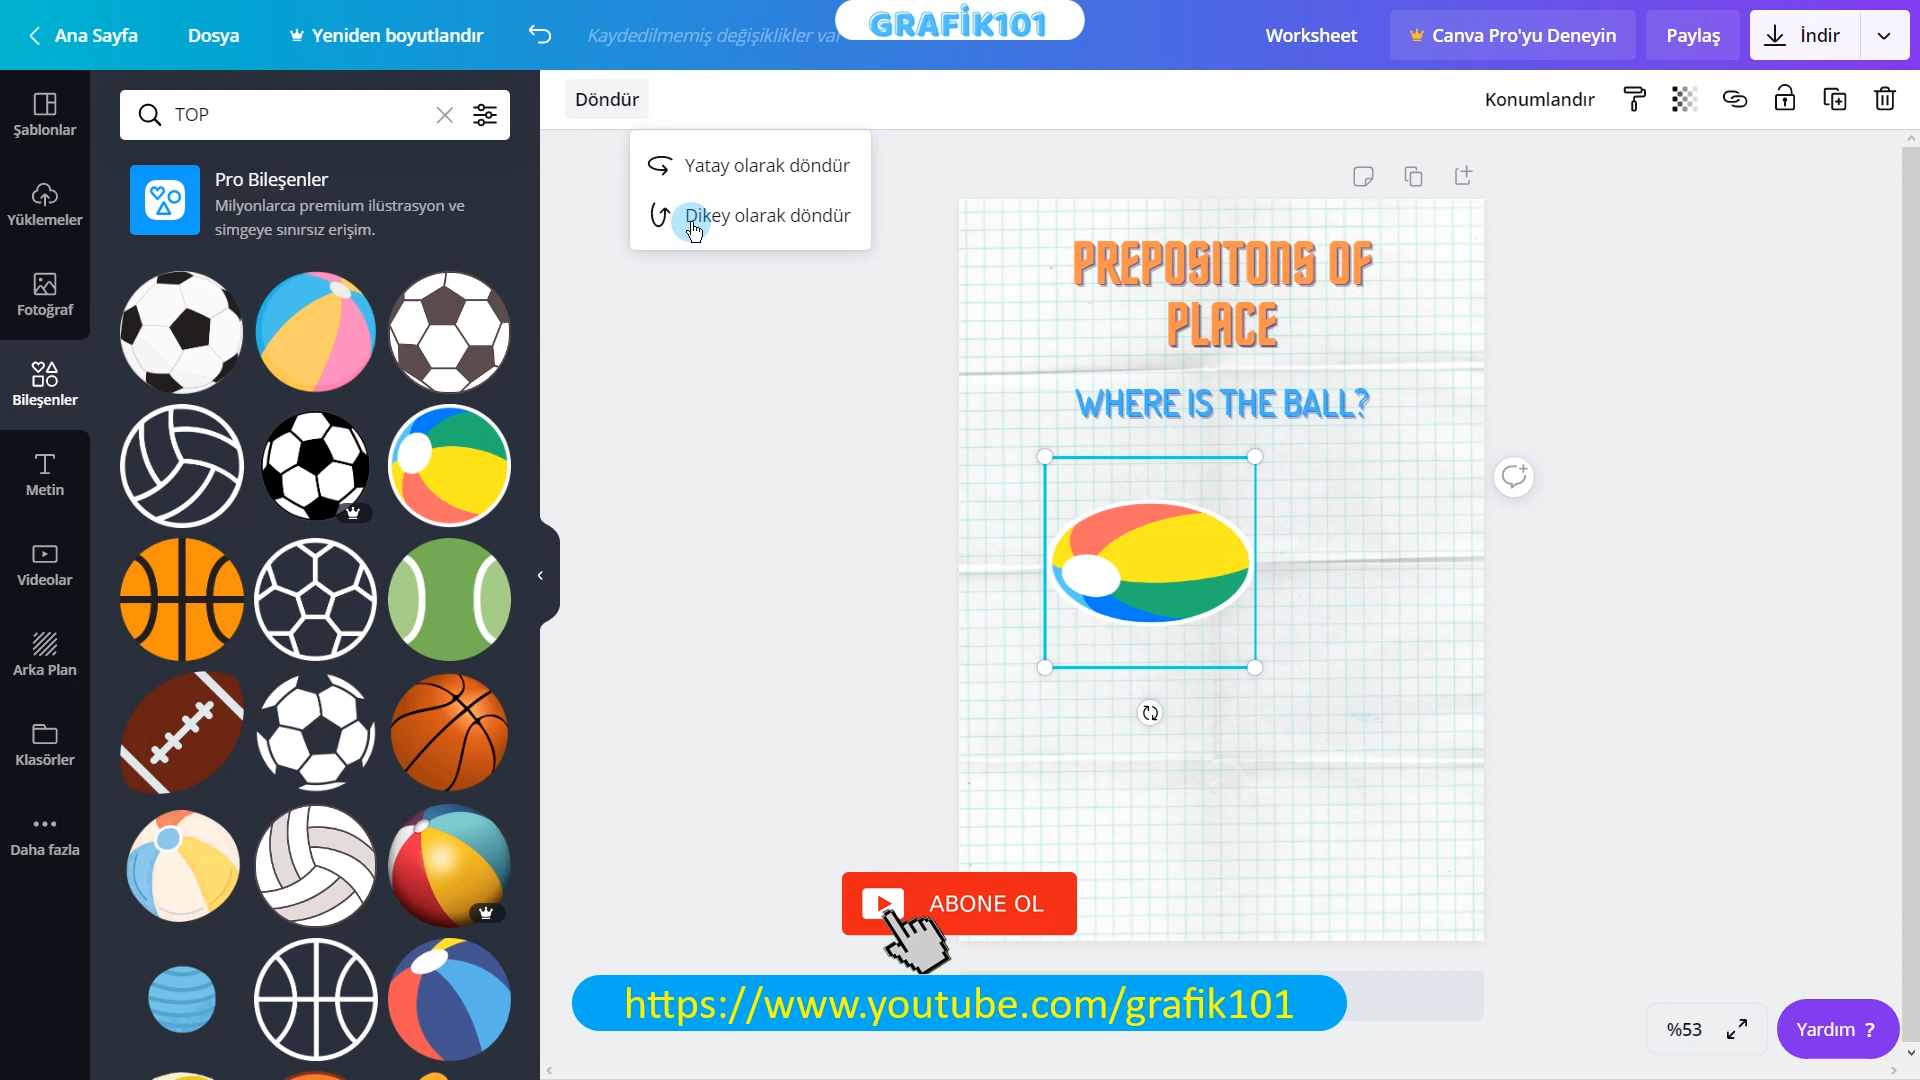 GRAFİK101
Ana Sayfa
Dosya
Yeniden boyutlandır
Kaydedilmemiş değişiklikler var
Worksheet
Canva Pro'yu Deneyin
Paylaş
İndir
Şablonlar
Yüklemeler
Fotoğraf
Bileşenler
Metin
Videolar
Arka Plan
Klasörler
Daha fazla
TOP
Pro Bileşenler
Milyonlarca premium ilüstrasyon ve
simgeye sınırsız erişim.
Döndür
Yatay olarak döndür
Dikey olarak döndür
Konumlandır
PREPOSITONS OF
PLACE
WHERE IS THE BALL?
ABONE OL
https://www.youtube.com/grafik101
%53
Yardım ?